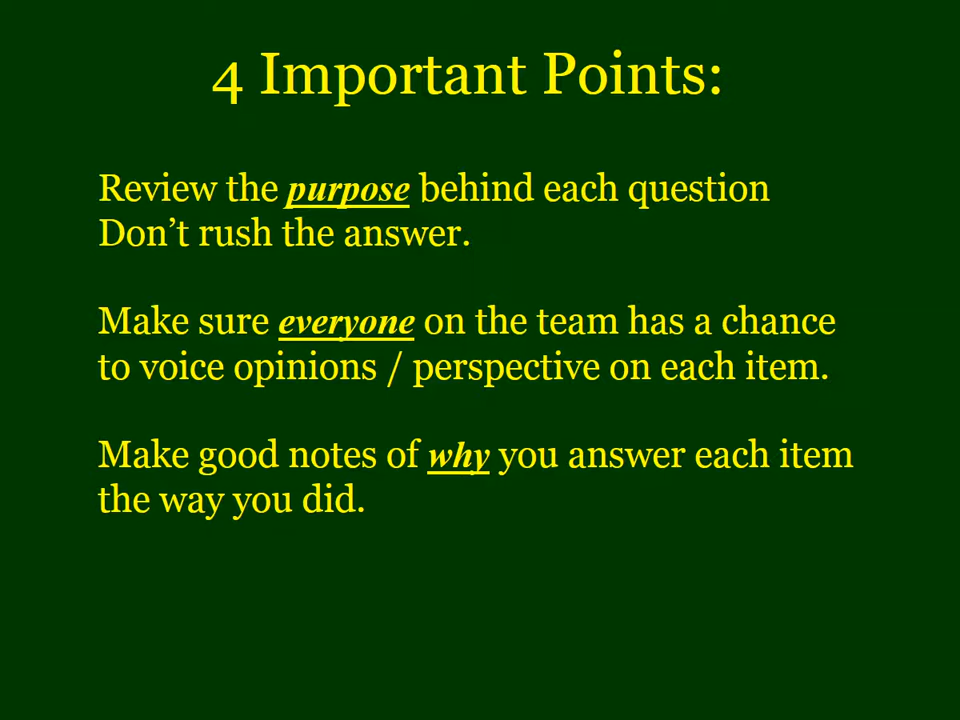 4 Important Points:
Review the purpose behind each question
Don’t rush the answer.
Make sure everyone on the team has a chance
to voice opinions / perspective on each item.
Make good notes of why you answer each item
the way you did.